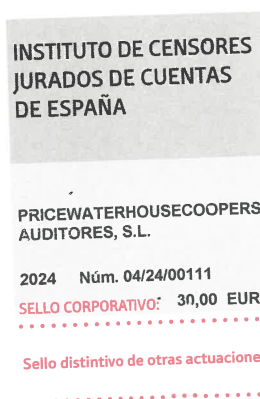 INSTITUTO DE CENSORES
JURADOS DE CUENTAS
DE ESPAÑA
PRICEWATERHOUSECOOPERS
AUDITORES, S.L.
2024 Núm. 04/24/00111
SELLO CORPORATIVO: 30,00 EUR
Sello distintivo de otras actuacione